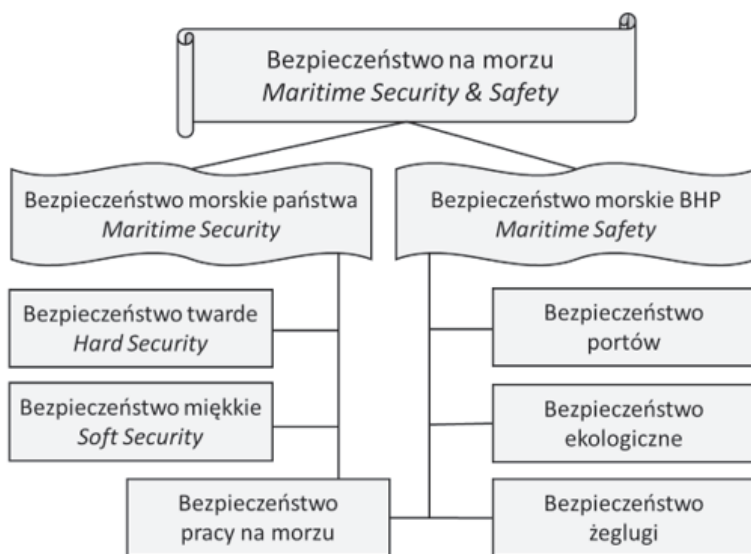 Bezpieczeństwo na morzu
Maritime Security & Safety
Bezpieczeństwo morskie państwa
Maritime Security
Bezpieczeństwo morskie BHP
Maritime Safety
Bezpieczeństwo twarde
Hard Security
Bezpieczeństwo
portów
Bezpieczeństwo miękkie
Soft Security
Bezpieczeństwo
ekologiczne
Bezpieczeństwo
pracy na morzu
Bezpieczeństwo
żeglugi